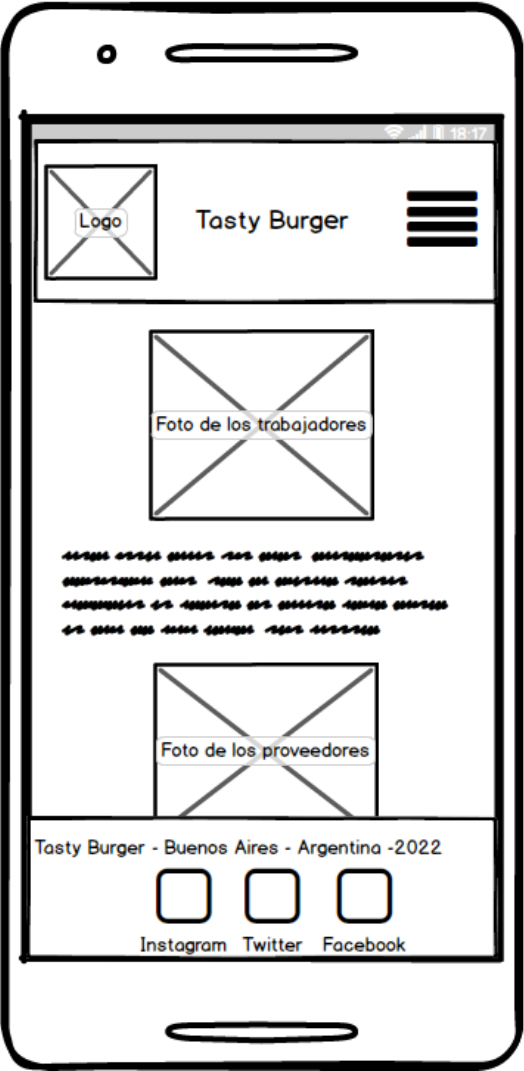 18:17
Logo
Tasty Burger
Foto de los trabajadores
Foto de los proveedores
Tasty Burger - Buenos Aires - Argentina -2022
Instagram Twitter Facebook